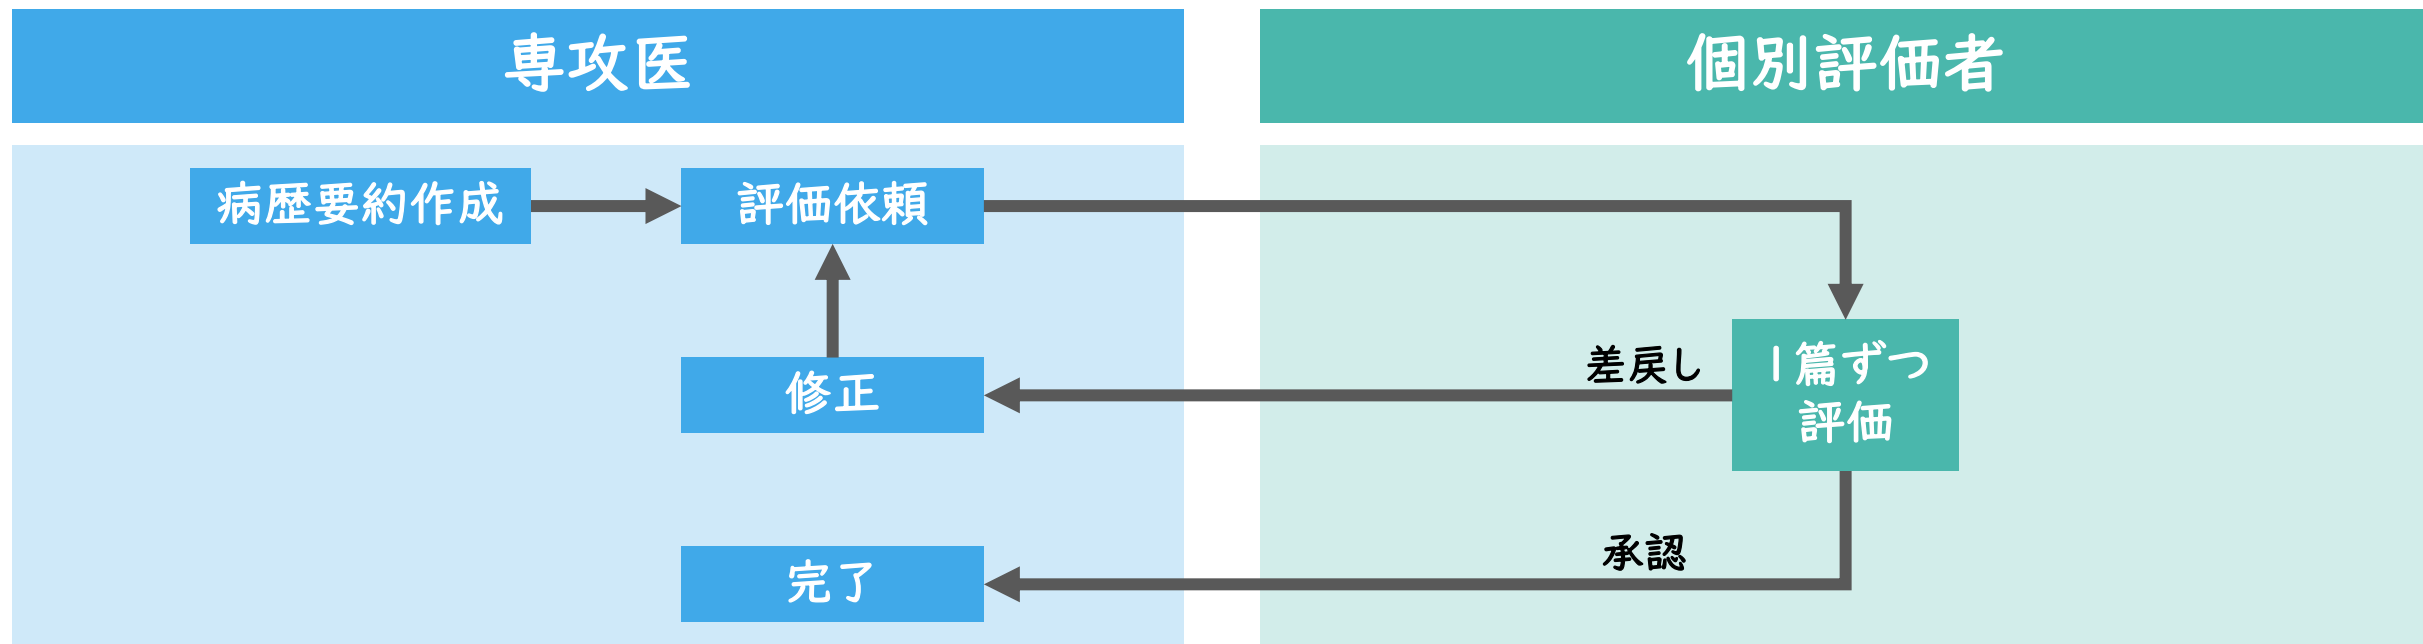 専攻医
個別評価者
病歴要約作成
評価依頼
1篇ずつ
評価
差戻し
修正
承認
完了